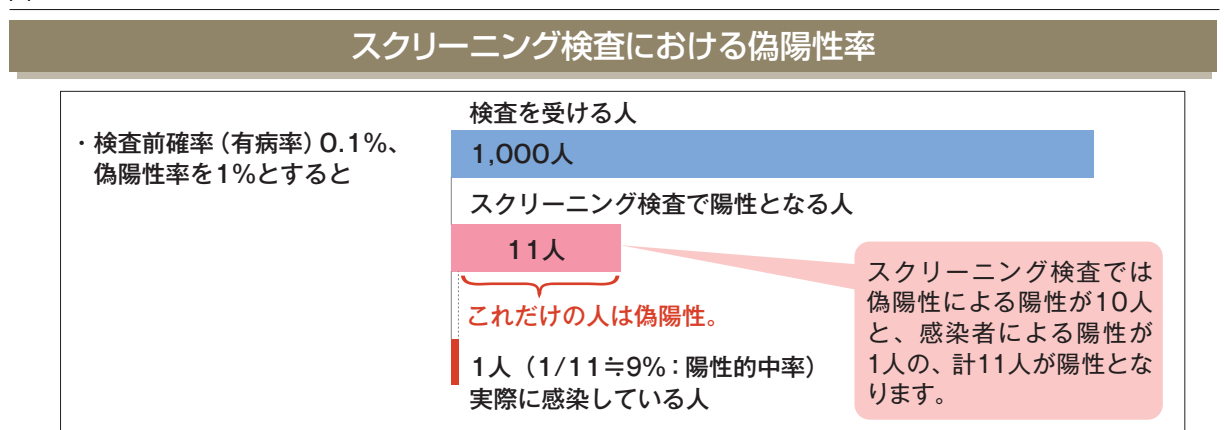 スクリーニング検査における偽陽性率
・検査前確率（有病率）0.1%、
偽陽性率を1%とすると
検査を受ける人
1,000人
スクリーニング検査で陽性となる人
11人
これだけの人は偽陽性。
1人（1/11≒9%：陽性的中率）
実際に感染している人
スクリーニング検査では
偽陽性による陽性が10人
と、感染者による陽性が
1人の、計11人が陽性とな
ります。